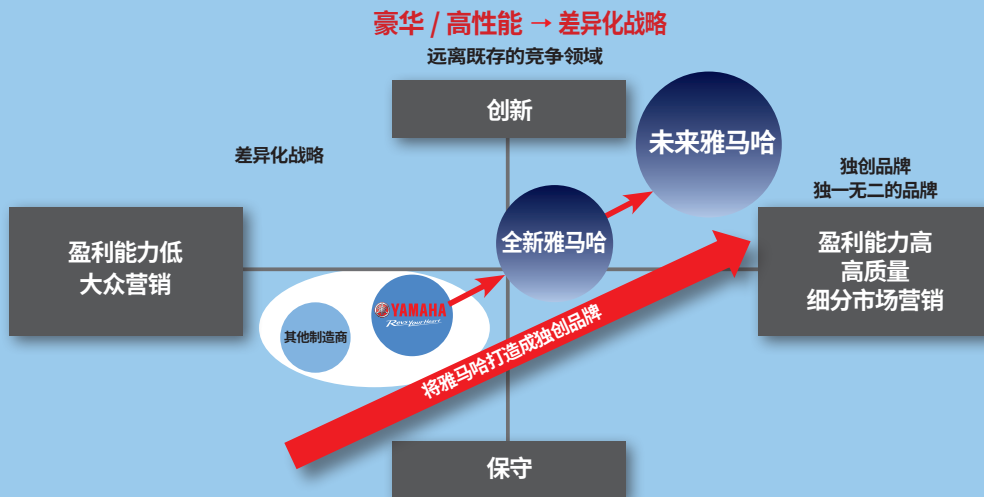 豪华 / 高性能 → 差异化战略
远离既存的竞争领域
创新
未来雅马哈
差异化战略
独创品牌
独一无二的品牌
全新雅马哈
盈利能力低
大众营销
盈利能力高
高质量
细分市场营销
YAMAHA
Revs Your Heart
其他制造商
将雅马哈打造成独创品牌
保守